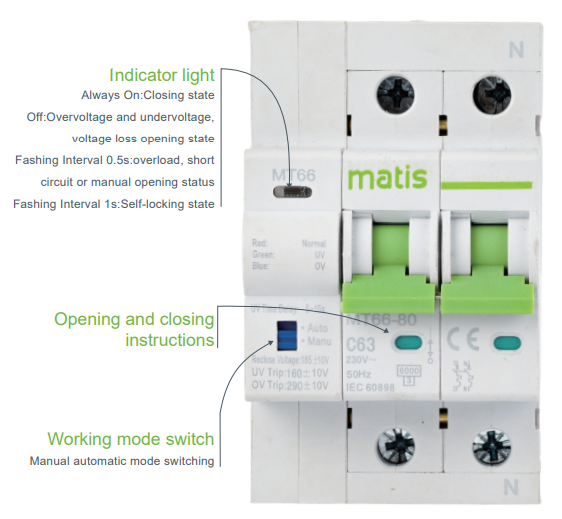 N
Indicator light
Always On:Closing state
Off:Overvoltage and undervoltage,
voltage loss opening state
Fashing Interval 0.5s:overload, short
circuit or manual opening status
Fashing Interval 1s:Self-locking state
MT66
matis
Red: Normal
Green: UV
Blue: OV
Opening and closing
instructions
MT66-80
Auto
Manu
C63
CE
230V~
50Hz
6000
3
IEC 60898
Reclose Voltage:185±10V
UV Trip:160±10V
OV Trip:290±10V
Working mode switch
Manual automatic mode switching
N